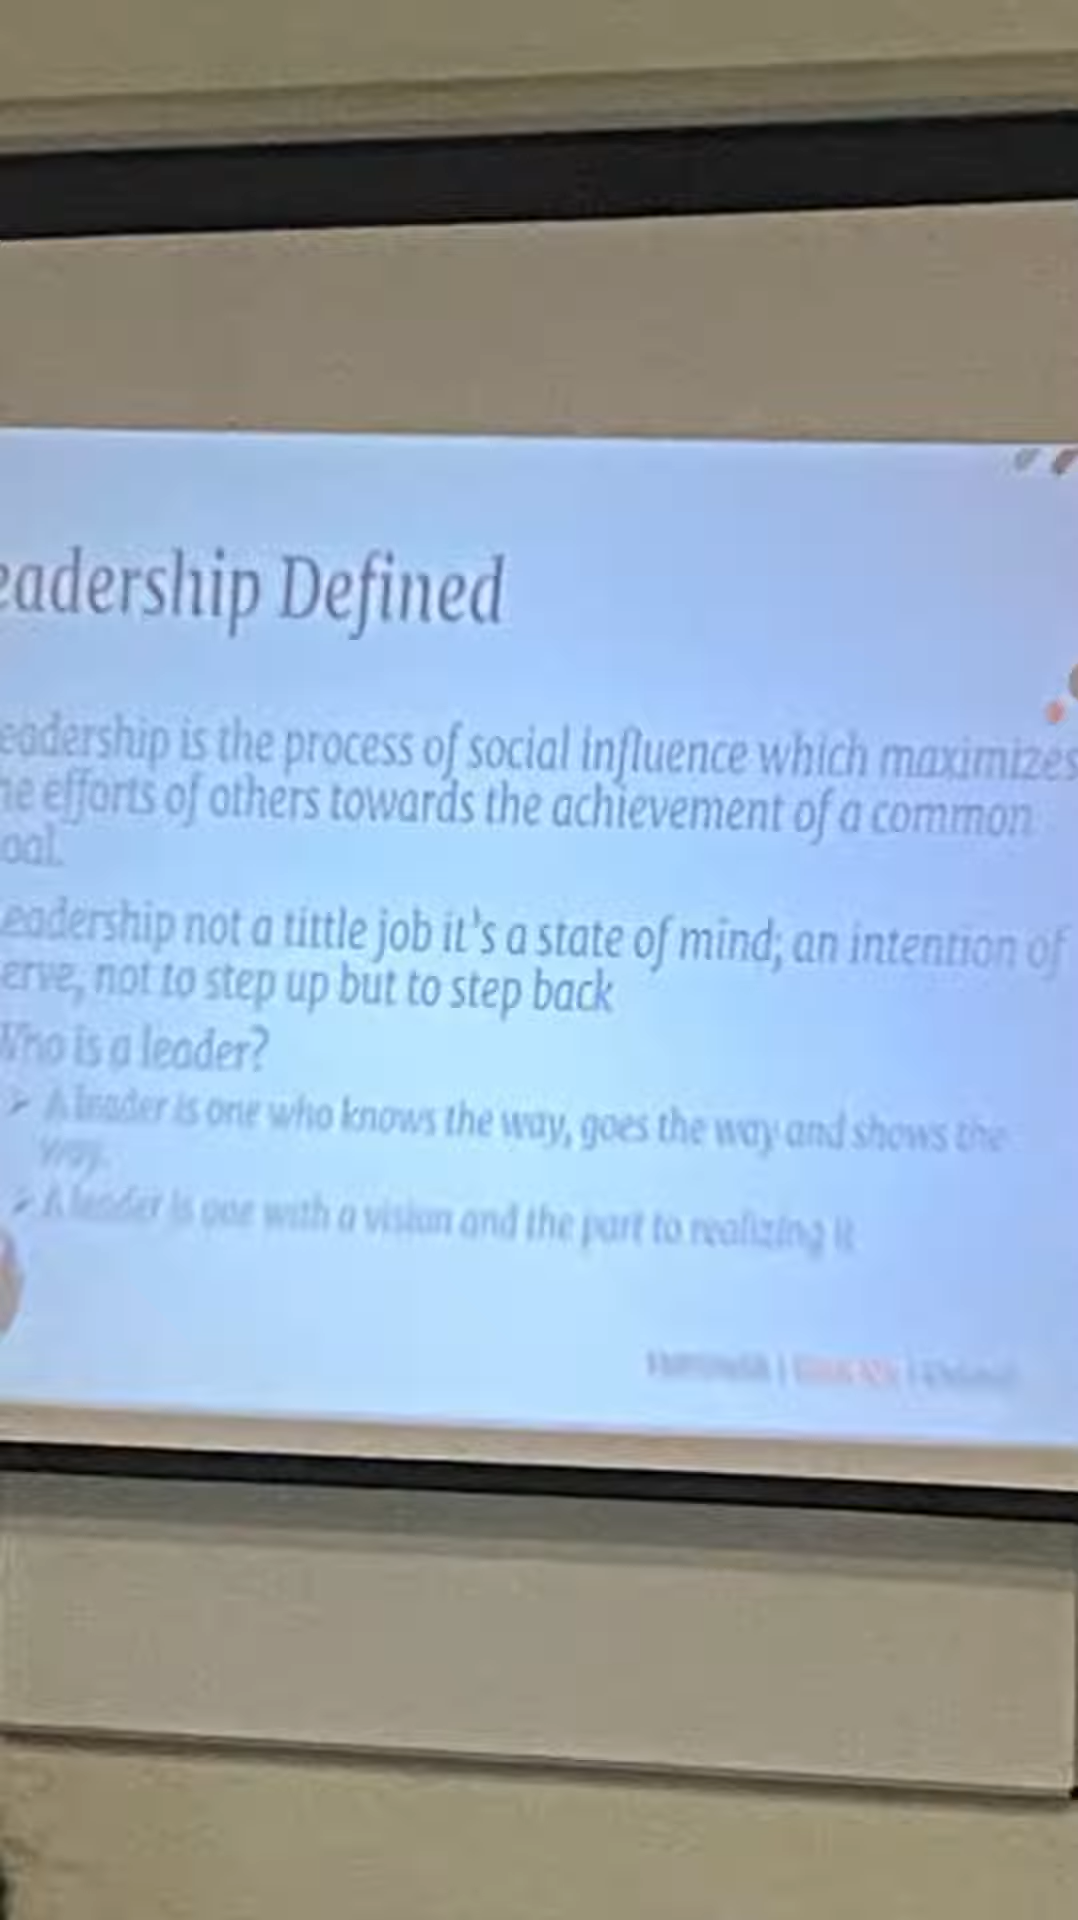 eadership Defined
eadership is the process of social influence which maximizes
he efforts of others towards the achievement of a common
oal.
eadership not a tittle job it's a state of mind; an intention of
erve, not to step up but to step back
Who is a leader?
➢ A leader is one who knows the way, goes the way and shows the
way.
➢ A leader is one with a vision and the part to realizing it